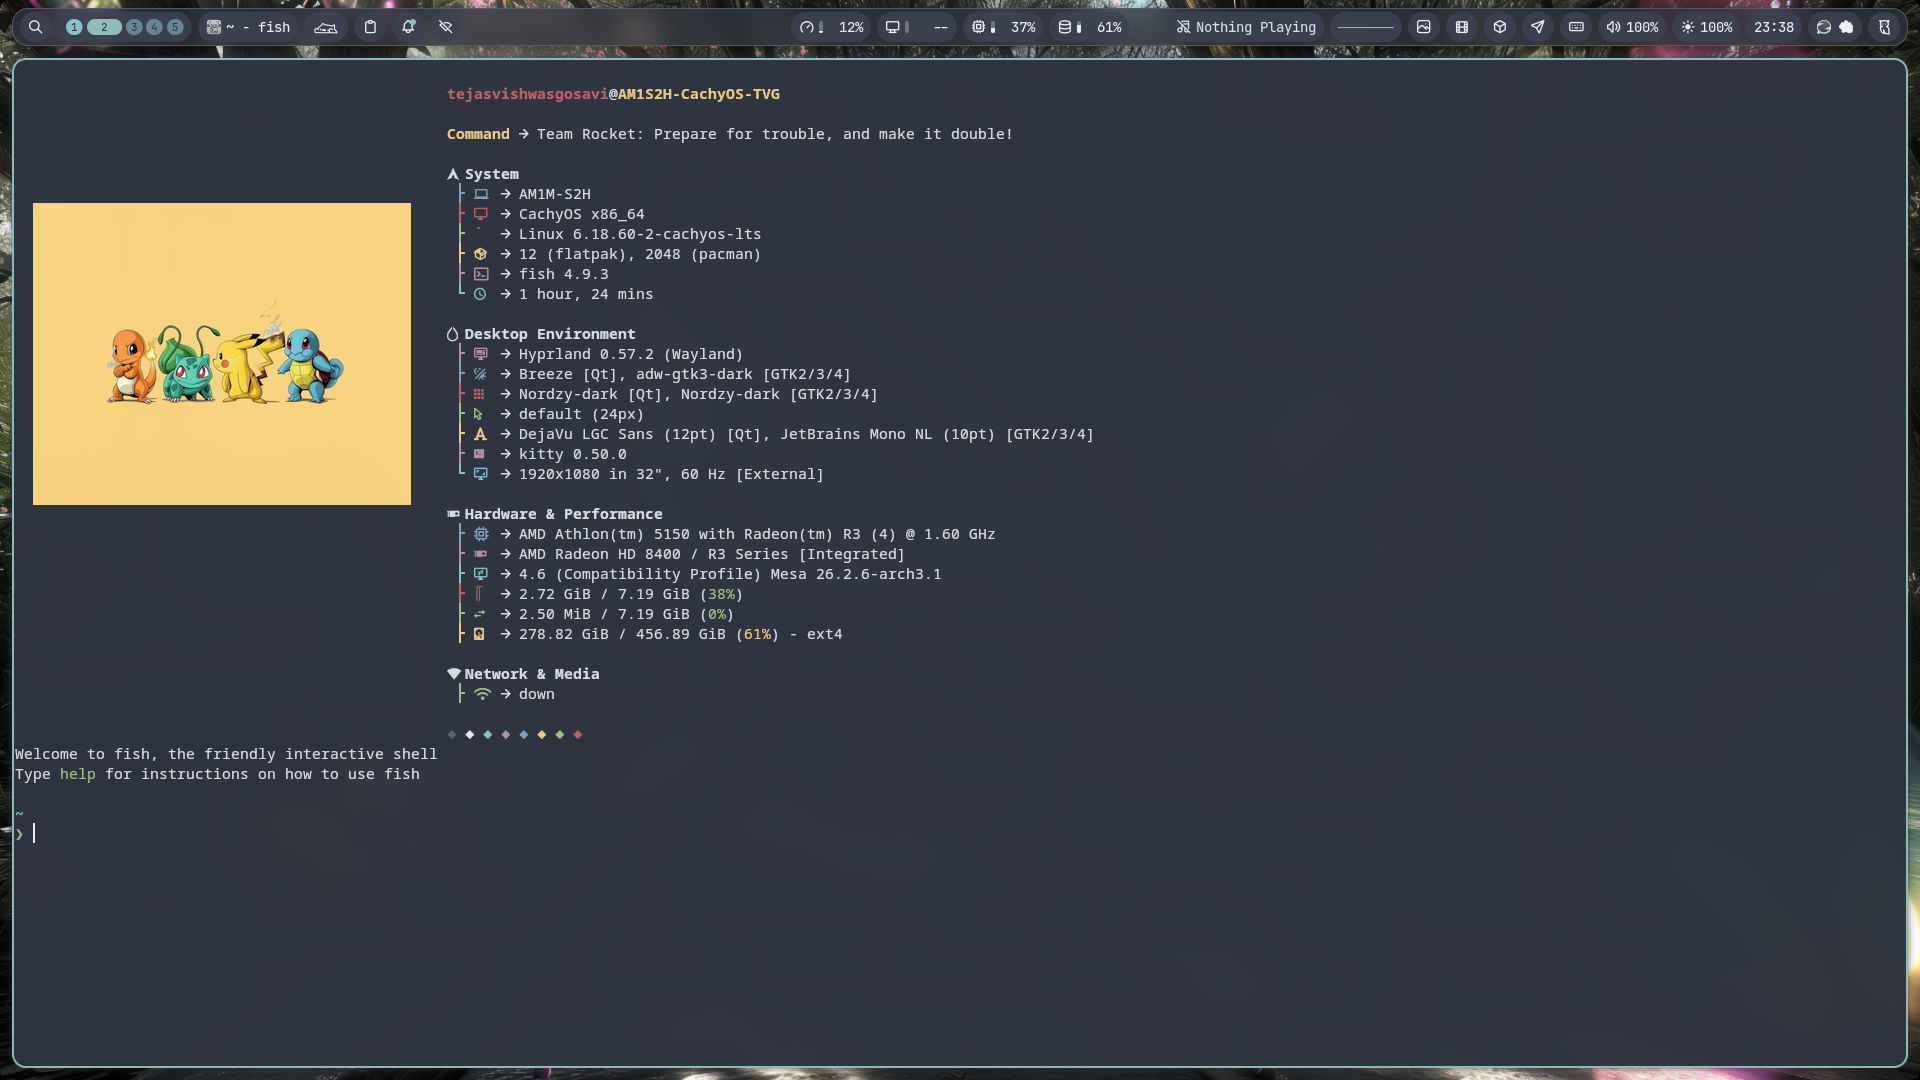 1 2 3 4 5 ~ - fish 12% -- 37% 61% Nothing Playing 100% 100% 23:38
tejasvishwasgosavi@AM1S2H-CachyOS-TVG
Command → Team Rocket: Prepare for trouble, and make it double!
System
→ AM1M-S2H
→ CachyOS x86_64
→ Linux 6.18.60-2-cachyos-lts
→ 12 (flatpak), 2048 (pacman)
→ fish 4.9.3
→ 1 hour, 24 mins
Desktop Environment
→ Hyprland 0.57.2 (Wayland)
→ Breeze [Qt], adw-gtk3-dark [GTK2/3/4]
→ Nordzy-dark [Qt], Nordzy-dark [GTK2/3/4]
→ default (24px)
→ DejaVu LGC Sans (12pt) [Qt], JetBrains Mono NL (10pt) [GTK2/3/4]
→ kitty 0.50.0
→ 1920x1080 in 32", 60 Hz [External]
Hardware & Performance
→ AMD Athlon(tm) 5150 with Radeon(tm) R3 (4) @ 1.60 GHz
→ AMD Radeon HD 8400 / R3 Series [Integrated]
→ 4.6 (Compatibility Profile) Mesa 26.2.6-arch3.1
→ 2.72 GiB / 7.19 GiB (38%)
→ 2.50 MiB / 7.19 GiB (0%)
→ 278.82 GiB / 456.89 GiB (61%) - ext4
Network & Media
→ down
Welcome to fish, the friendly interactive shell
Type help for instructions on how to use fish
~
❯